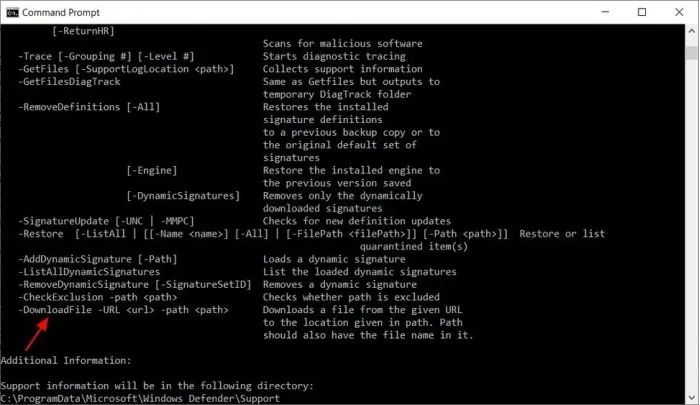 Command Prompt
[-ReturnHR]
Scans for malicious software
-Trace [-Grouping #] [-Level #] Starts diagnostic tracing
-GetFiles [-SupportLogLocation <path>] Collects support information
-GetFilesDiagTrack Same as Getfiles but outputs to
temporary DiagTrack folder
-RemoveDefinitions [-All] Restores the installed
signature definitions
to a previous backup copy or to
the original default set of
signatures
[-Engine] Restore the installed engine to
the previous version saved
[-DynamicSignatures] Removes only the dynamically
downloaded signatures
-SignatureUpdate [-UNC | -MMPC] Checks for new definition updates
-Restore [-ListAll | [[-Name <name>] [-All] | [-FilePath <filePath>]] [-Path <path>]] Restore or list
quarantined item(s)
-AddDynamicSignature [-Path] Loads a dynamic signature
-ListAllDynamicSignatures List the loaded dynamic signatures
-RemoveDynamicSignature [-SignatureSetID] Removes a dynamic signature
-CheckExclusion -path <path> Checks whether path is excluded
-DownloadFile -URL <url> -path <path> Downloads a file from the given URL
to the location given in path. Path
should also have the file name in it.
Additional Information:
Support information will be in the following directory:
C:\ProgramData\Microsoft\Windows Defender\Support